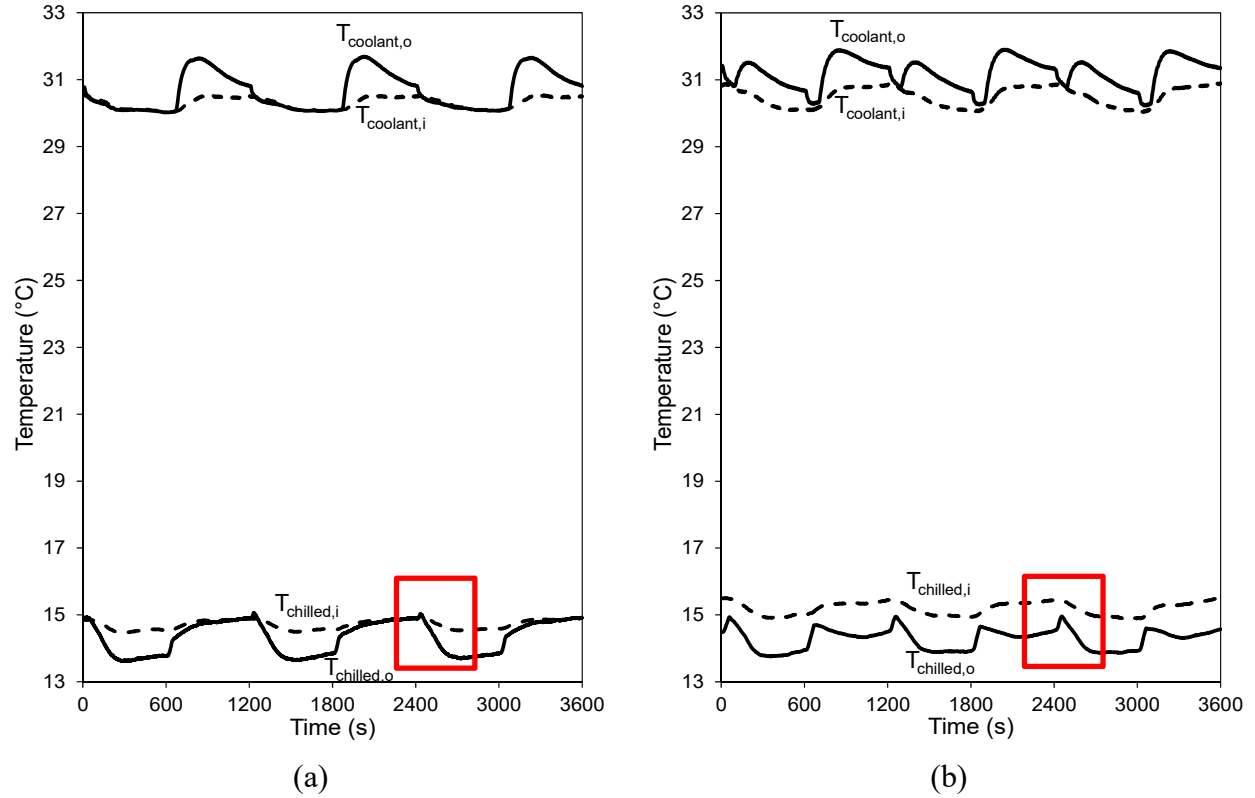 33
31
29
27
25
23
21
19
17
15
13
Temperature (°C)
Tcoolant,o
Tcoolant,i
Tchilled,i
Tchilled,o
0
600
1200
1800
2400
3000
3600
Time (s)
(a)
33
31
29
27
25
23
21
19
17
15
13
Temperature (°C)
Tcoolant,o
Tcoolant,i
Tchilled,i
Tchilled,o
0
600
1200
1800
2400
3000
3600
Time (s)
(b)